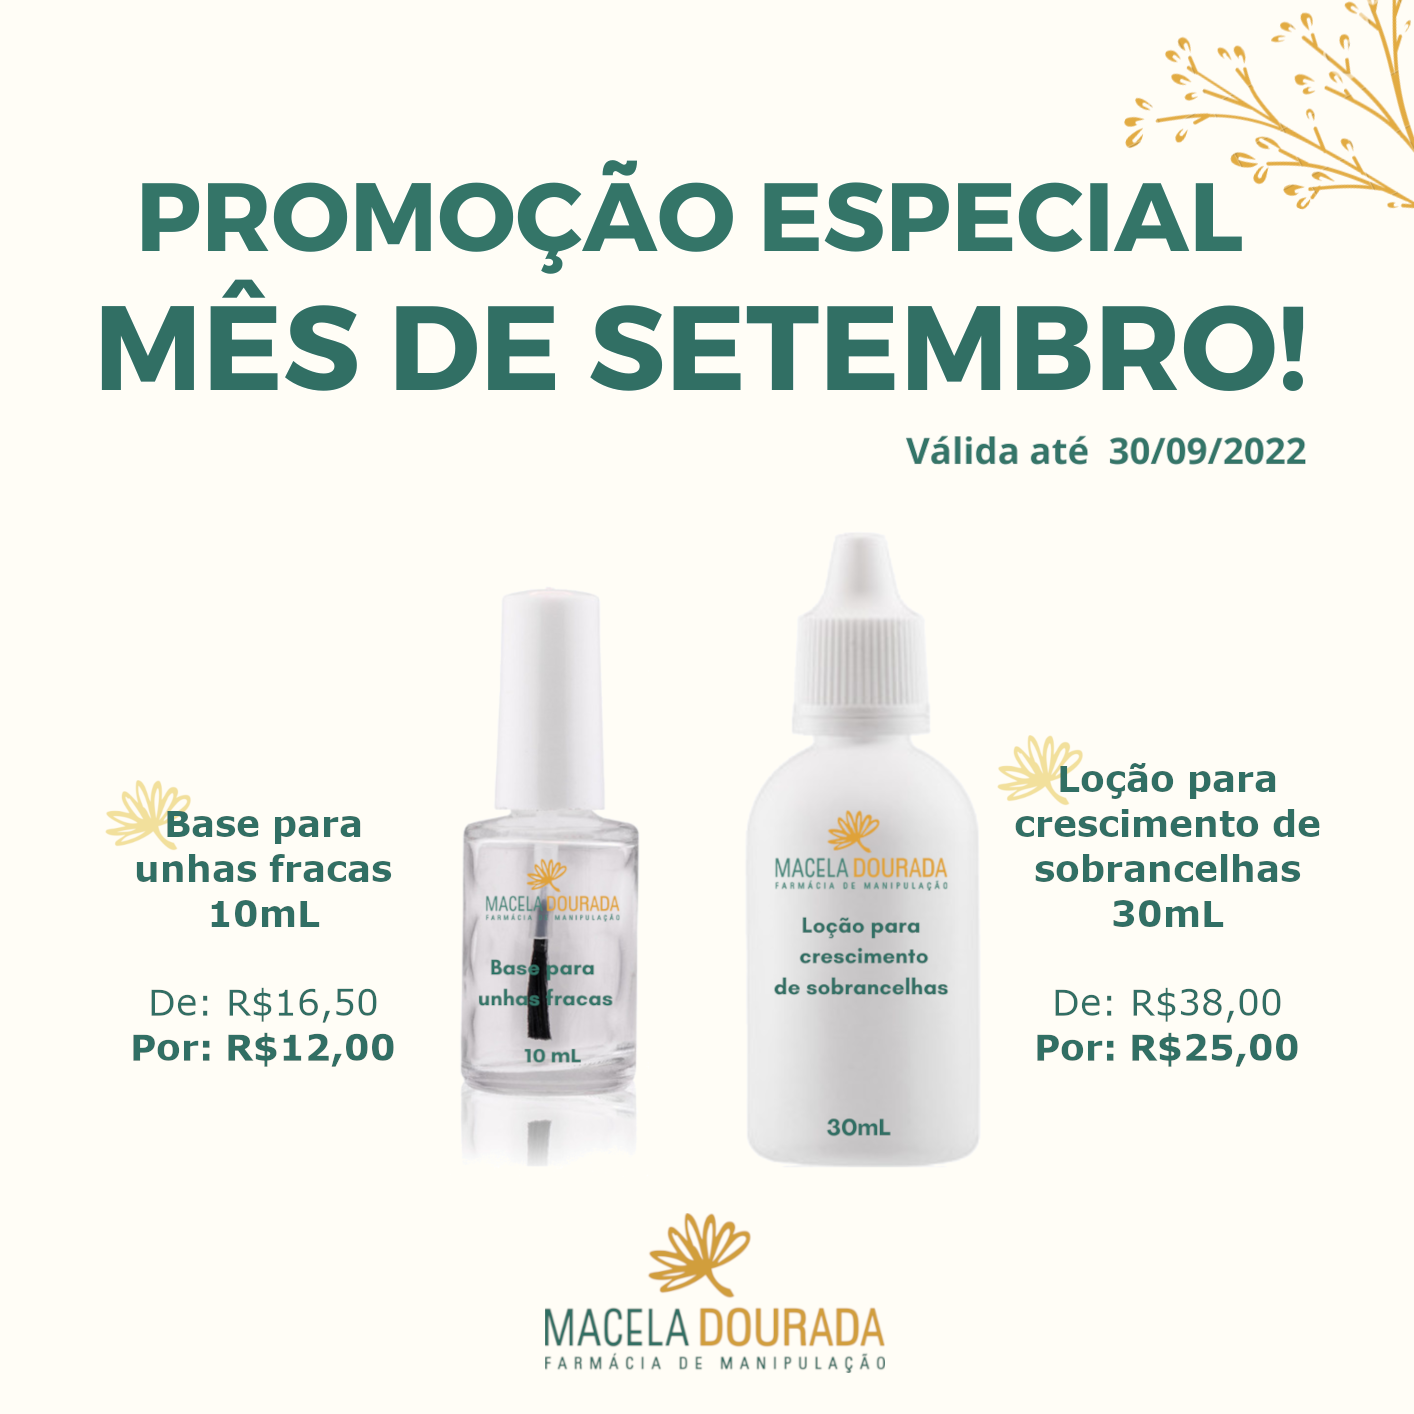 PROMOÇÃO ESPECIAL
MÊS DE SETEMBRO!
Válida até 30/09/2022
Base para
unhas fracas
10mL
De: R$16,50
Por: R$12,00
MACELA DOURADA
FARMÁCIA DE MANIPULAÇÃO
Base para
unhas fracas
10 mL
MACELA DOURADA
FARMÁCIA DE MANIPULAÇÃO
Loção para
crescimento
de sobrancelhas
30mL
Loção para
crescimento de
sobrancelhas
30mL
De: R$38,00
Por: R$25,00
MACELA DOURADA
FARMÁCIA DE MANIPULAÇÃO